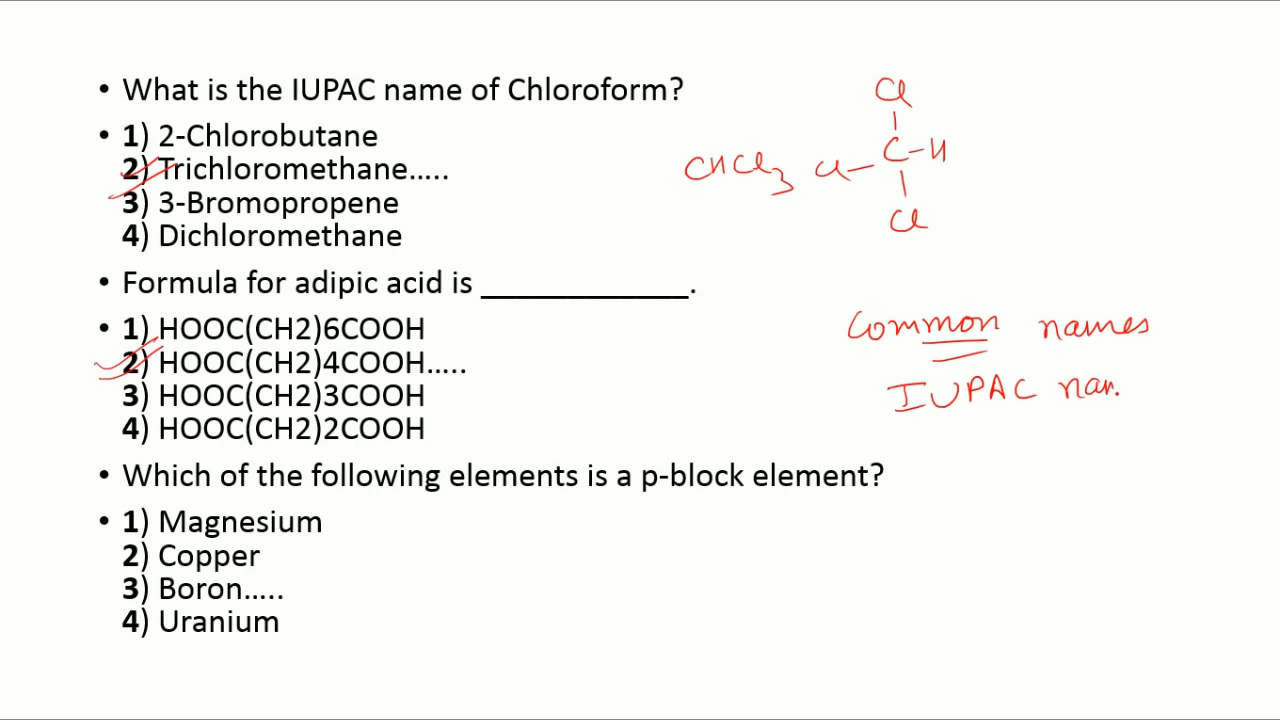 • What is the IUPAC name of Chloroform?
• 1) 2-Chlorobutane
2) Trichloromethane.....
3) 3-Bromopropene
4) Dichloromethane
Cl
CHCl3 Cl—C—H
Cl
• Formula for adipic acid is _____________.
• 1) HOOC(CH2)6COOH
2) HOOC(CH2)4COOH.....
3) HOOC(CH2)3COOH
4) HOOC(CH2)2COOH
Common names
IUPAC nam.
• Which of the following elements is a p-block element?
• 1) Magnesium
2) Copper
3) Boron.....
4) Uranium